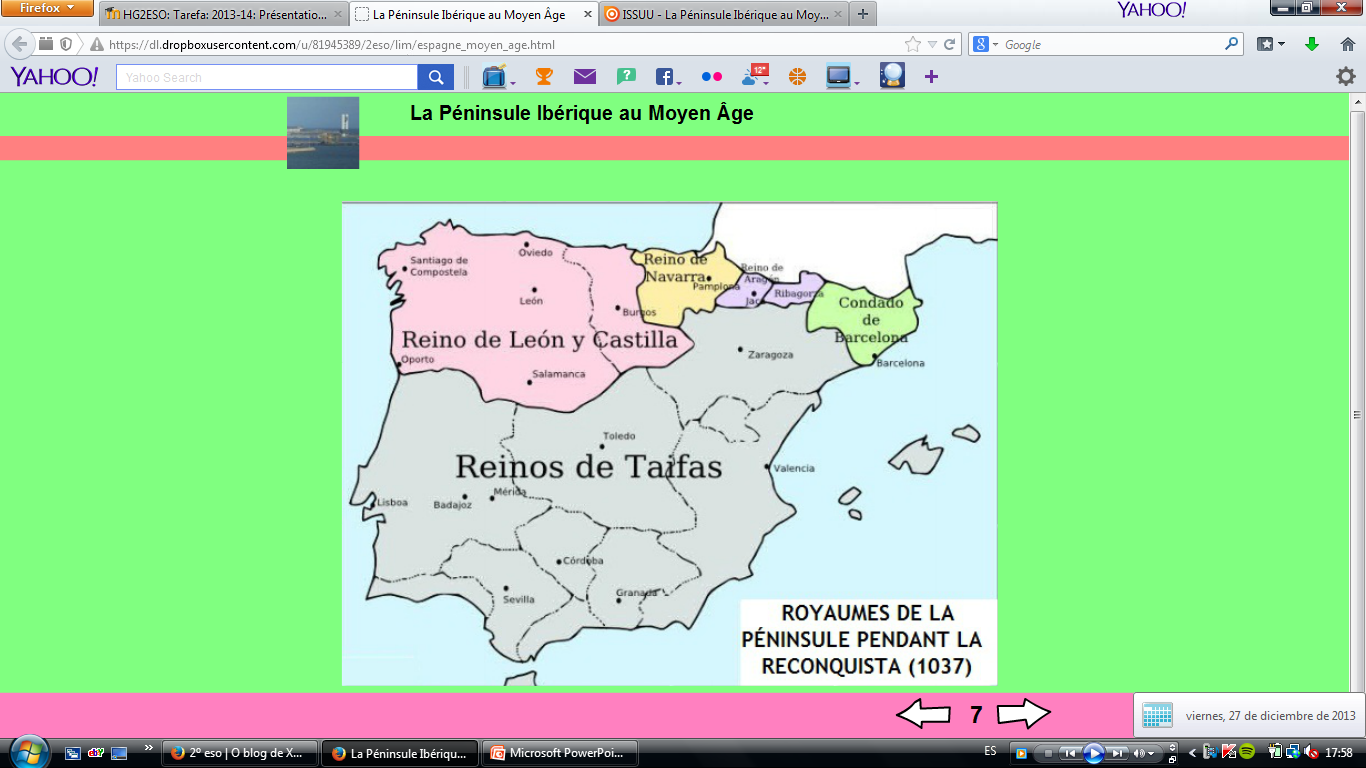 Firefox
HG2ESO: Tarefa: 2013-14: Présentatio...
La Péninsule Ibérique au Moyen Âge
ISSUU - La Péninsule Ibérique au Moy...
YAHOO!
https://dl.dropboxusercontent.com/u/81945389/2eso/lim/espagne_moyen_age.html
Google
YAHOO!
Yahoo Search
12°
La Péninsule Ibérique au Moyen Âge
Santiago de
Compostela
Oviedo
León
Burgos
Reino de
Navarra
Pamplona
Reino de
Aragón
Jaca
Ribagorza
Condado
de
Barcelona
Barcelona
Reino de León y Castilla
Oporto
Salamanca
Zaragoza
Toledo
Reinos de Taifas
Valencia
Lisboa
Badajoz
Mérida
Córdoba
Sevilla
Granada
ROYAUMES DE LA
PÉNINSULE PENDANT LA
RECONQUISTA (1037)
7
viernes, 27 de diciembre de 2013
2º eso | O blog de X...
La Péninsule Ibériqu...
Microsoft PowerPoi...
ES
17:58